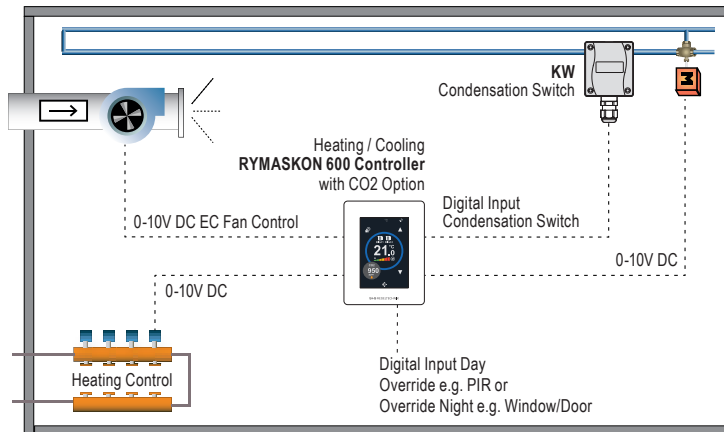 KW
Condensation Switch
M
Heating / Cooling
RYMASKON 600 Controller
with CO2 Option
Digital Input
Condensation Switch
0-10V DC EC Fan Control
21.0
950
0-10V DC
0-10V DC
Heating Control
Digital Input Day
Override e.g. PIR or
Override Night e.g. Window/Door